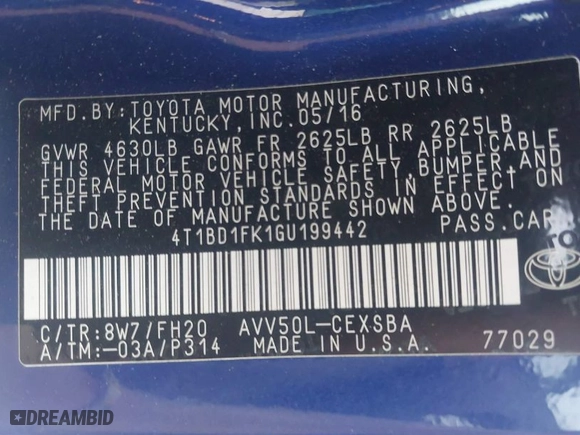 MFD.BY:TOYOTA MOTOR MANUFACTURING,
KENTUCKY,INC.05/16
GVWR 4630LB GAWR FR 2625LB RR 2625LB
THIS VEHICLE CONFORMS TO ALL APPLICABLE
FEDERAL MOTOR VEHICLE SAFETY,BUMPER,AND
THEFT PREVENTION STANDARDS IN EFFECT ON
THE DATE OF MANUFACTURE SHOWN ABOVE.
4T1BD1FK1GU199442 PASS.CAR
C/TR:8W7/FH20 AVV50L-CEXSBA
A/TM:-03A/P314 MADE IN U.S.A. 77029
DREAMBID